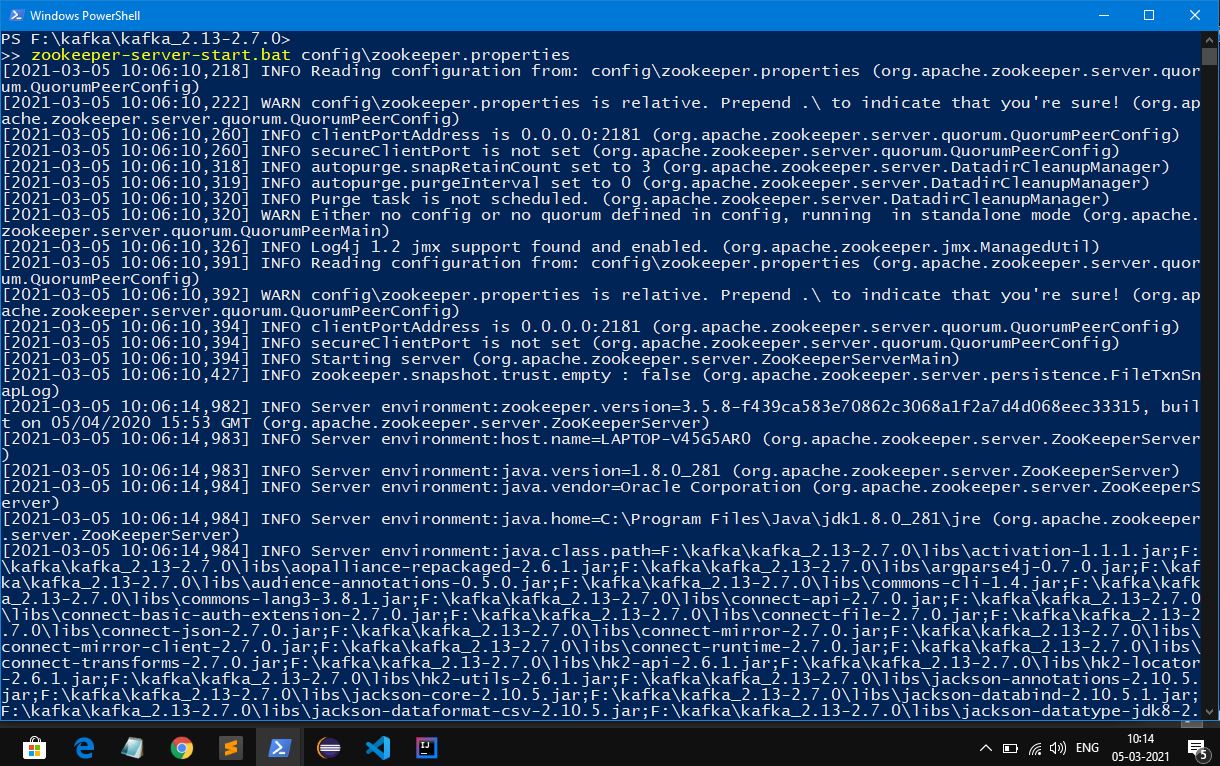 Windows PowerShell
PS F:\kafka\kafka_2.13-2.7.0>
>> zookeeper-server-start.bat config\zookeeper.properties
[2021-03-05 10:06:10,218] INFO Reading configuration from: config\zookeeper.properties (org.apache.zookeeper.server.quor
um.QuorumPeerConfig)
[2021-03-05 10:06:10,222] WARN config\zookeeper.properties is relative. Prepend .\ to indicate that you're sure! (org.ap
ache.zookeeper.server.quorum.QuorumPeerConfig)
[2021-03-05 10:06:10,260] INFO clientPortAddress is 0.0.0.0:2181 (org.apache.zookeeper.server.quorum.QuorumPeerConfig)
[2021-03-05 10:06:10,260] INFO secureClientPort is not set (org.apache.zookeeper.server.quorum.QuorumPeerConfig)
[2021-03-05 10:06:10,318] INFO autopurge.snapRetainCount set to 3 (org.apache.zookeeper.server.DatadirCleanupManager)
[2021-03-05 10:06:10,319] INFO autopurge.purgeInterval set to 0 (org.apache.zookeeper.server.DatadirCleanupManager)
[2021-03-05 10:06:10,320] INFO Purge task is not scheduled. (org.apache.zookeeper.server.DatadirCleanupManager)
[2021-03-05 10:06:10,320] WARN Either no config or no quorum defined in config, running  in standalone mode (org.apache.
zookeeper.server.quorum.QuorumPeerMain)
[2021-03-05 10:06:10,326] INFO Log4j 1.2 jmx support found and enabled. (org.apache.zookeeper.jmx.ManagedUtil)
[2021-03-05 10:06:10,391] INFO Reading configuration from: config\zookeeper.properties (org.apache.zookeeper.server.quor
um.QuorumPeerConfig)
[2021-03-05 10:06:10,392] WARN config\zookeeper.properties is relative. Prepend .\ to indicate that you're sure! (org.ap
ache.zookeeper.server.quorum.QuorumPeerConfig)
[2021-03-05 10:06:10,394] INFO clientPortAddress is 0.0.0.0:2181 (org.apache.zookeeper.server.quorum.QuorumPeerConfig)
[2021-03-05 10:06:10,394] INFO secureClientPort is not set (org.apache.zookeeper.server.quorum.QuorumPeerConfig)
[2021-03-05 10:06:10,394] INFO Starting server (org.apache.zookeeper.server.ZooKeeperServerMain)
[2021-03-05 10:06:10,427] INFO zookeeper.snapshot.trust.empty : false (org.apache.zookeeper.server.persistence.FileTxnSn
apLog)
[2021-03-05 10:06:14,982] INFO Server environment:zookeeper.version=3.5.8-f439ca583e70862c3068a1f2a7d4d068eec33315, buil
t on 05/04/2020 15:53 GMT (org.apache.zookeeper.server.ZooKeeperServer)
[2021-03-05 10:06:14,983] INFO Server environment:host.name=LAPTOP-V45G5AR0 (org.apache.zookeeper.server.ZooKeeperServer
)
[2021-03-05 10:06:14,983] INFO Server environment:java.version=1.8.0_281 (org.apache.zookeeper.server.ZooKeeperServer)
[2021-03-05 10:06:14,984] INFO Server environment:java.vendor=Oracle Corporation (org.apache.zookeeper.server.ZooKeeperS
erver)
[2021-03-05 10:06:14,984] INFO Server environment:java.home=C:\Program Files\Java\jdk1.8.0_281\jre (org.apache.zookeeper
.server.ZooKeeperServer)
[2021-03-05 10:06:14,984] INFO Server environment:java.class.path=F:\kafka\kafka_2.13-2.7.0\libs\activation-1.1.1.jar;F:
\kafka\kafka_2.13-2.7.0\libs\aopalliance-repackaged-2.6.1.jar;F:\kafka\kafka_2.13-2.7.0\libs\argparse4j-0.7.0.jar;F:\kaf
ka\kafka_2.13-2.7.0\libs\audience-annotations-0.5.0.jar;F:\kafka\kafka_2.13-2.7.0\libs\commons-cli-1.4.jar;F:\kafka\kafk
a_2.13-2.7.0\libs\commons-lang3-3.8.1.jar;F:\kafka\kafka_2.13-2.7.0\libs\connect-api-2.7.0.jar;F:\kafka\kafka_2.13-2.7.0
\libs\connect-basic-auth-extension-2.7.0.jar;F:\kafka\kafka_2.13-2.7.0\libs\connect-file-2.7.0.jar;F:\kafka\kafka_2.13-2
.7.0\libs\connect-json-2.7.0.jar;F:\kafka\kafka_2.13-2.7.0\libs\connect-mirror-2.7.0.jar;F:\kafka\kafka_2.13-2.7.0\libs\
connect-mirror-client-2.7.0.jar;F:\kafka\kafka_2.13-2.7.0\libs\connect-runtime-2.7.0.jar;F:\kafka\kafka_2.13-2.7.0\libs\
connect-transforms-2.7.0.jar;F:\kafka\kafka_2.13-2.7.0\libs\hk2-api-2.6.1.jar;F:\kafka\kafka_2.13-2.7.0\libs\hk2-locator
-2.6.1.jar;F:\kafka\kafka_2.13-2.7.0\libs\hk2-utils-2.6.1.jar;F:\kafka\kafka_2.13-2.7.0\libs\jackson-annotations-2.10.5.
jar;F:\kafka\kafka_2.13-2.7.0\libs\jackson-core-2.10.5.jar;F:\kafka\kafka_2.13-2.7.0\libs\jackson-databind-2.10.5.1.jar;
F:\kafka\kafka_2.13-2.7.0\libs\jackson-dataformat-csv-2.10.5.jar;F:\kafka\kafka_2.13-2.7.0\libs\jackson-datatype-jdk8-2.
ENG
10:14
05-03-2021
5
IJ